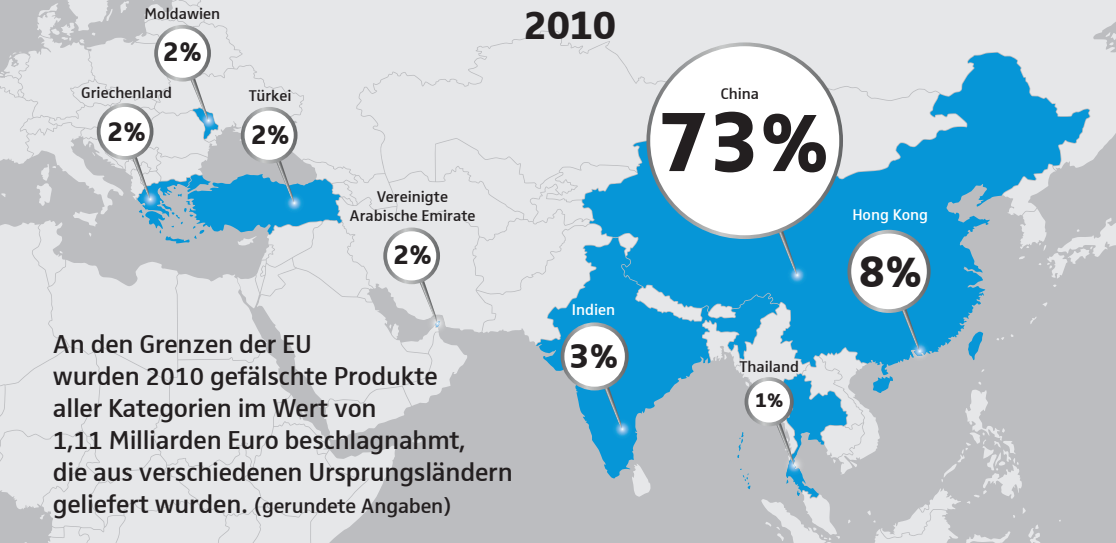 2010
Moldawien
2%
Griechenland
2%
Türkei
2%
Vereinigte
Arabische Emirate
2%
China
73%
Hong Kong
8%
Indien
3%
Thailand
1%
An den Grenzen der EU
wurden 2010 gefälschte Produkte
aller Kategorien im Wert von
1,11 Milliarden Euro beschlagnahmt,
die aus verschiedenen Ursprungsländern
geliefert wurden. (gerundete Angaben)